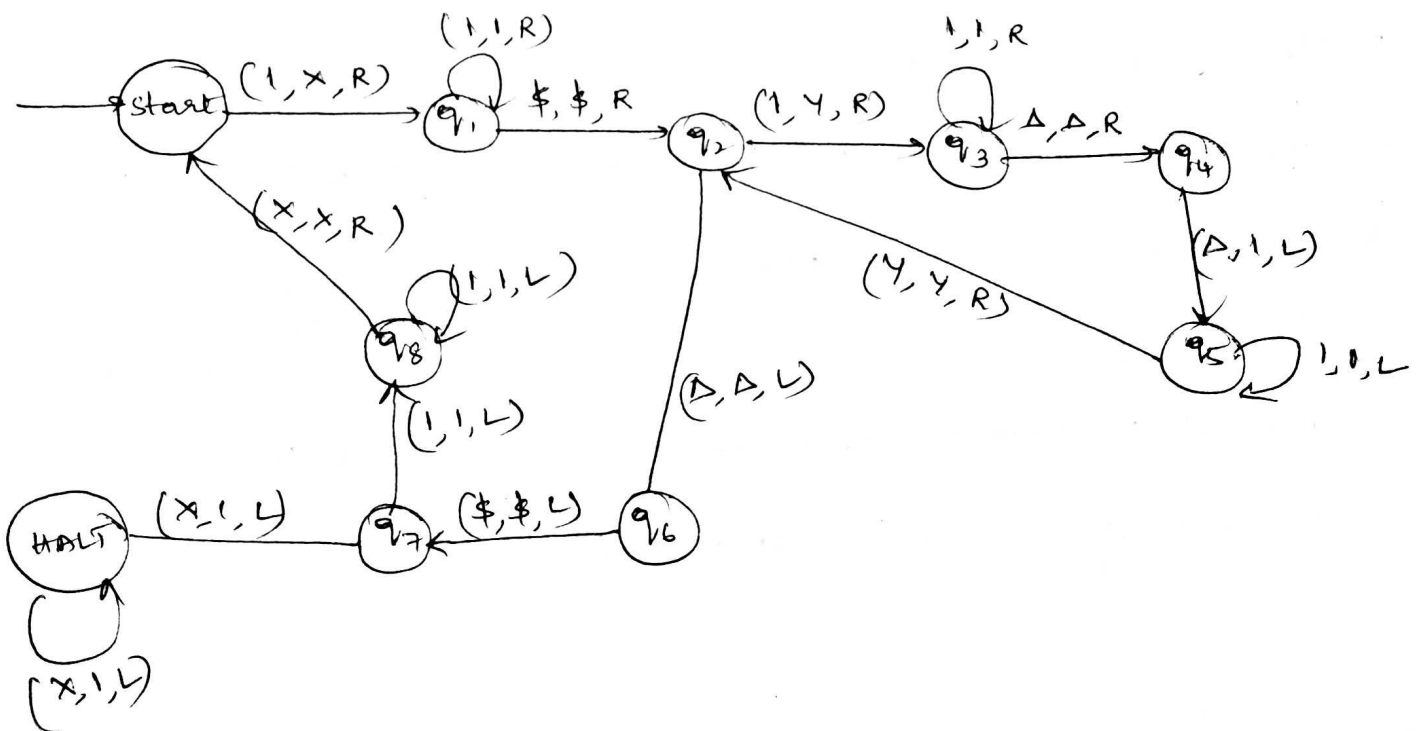 (1,1,R) 1,1,R
Start (1,X,R) q1 $,$,R q2 (1,Y,R) q3 Δ,Δ,R q4
(X,X,R) (Δ,1,L)
(1,1,L) (Y,Y,R)
q8 q5 1,1,L
(Δ,Δ,L)
(1,1,L)
HALT (X,1,L) q7 ($,$,L) q6
(X,1,L)